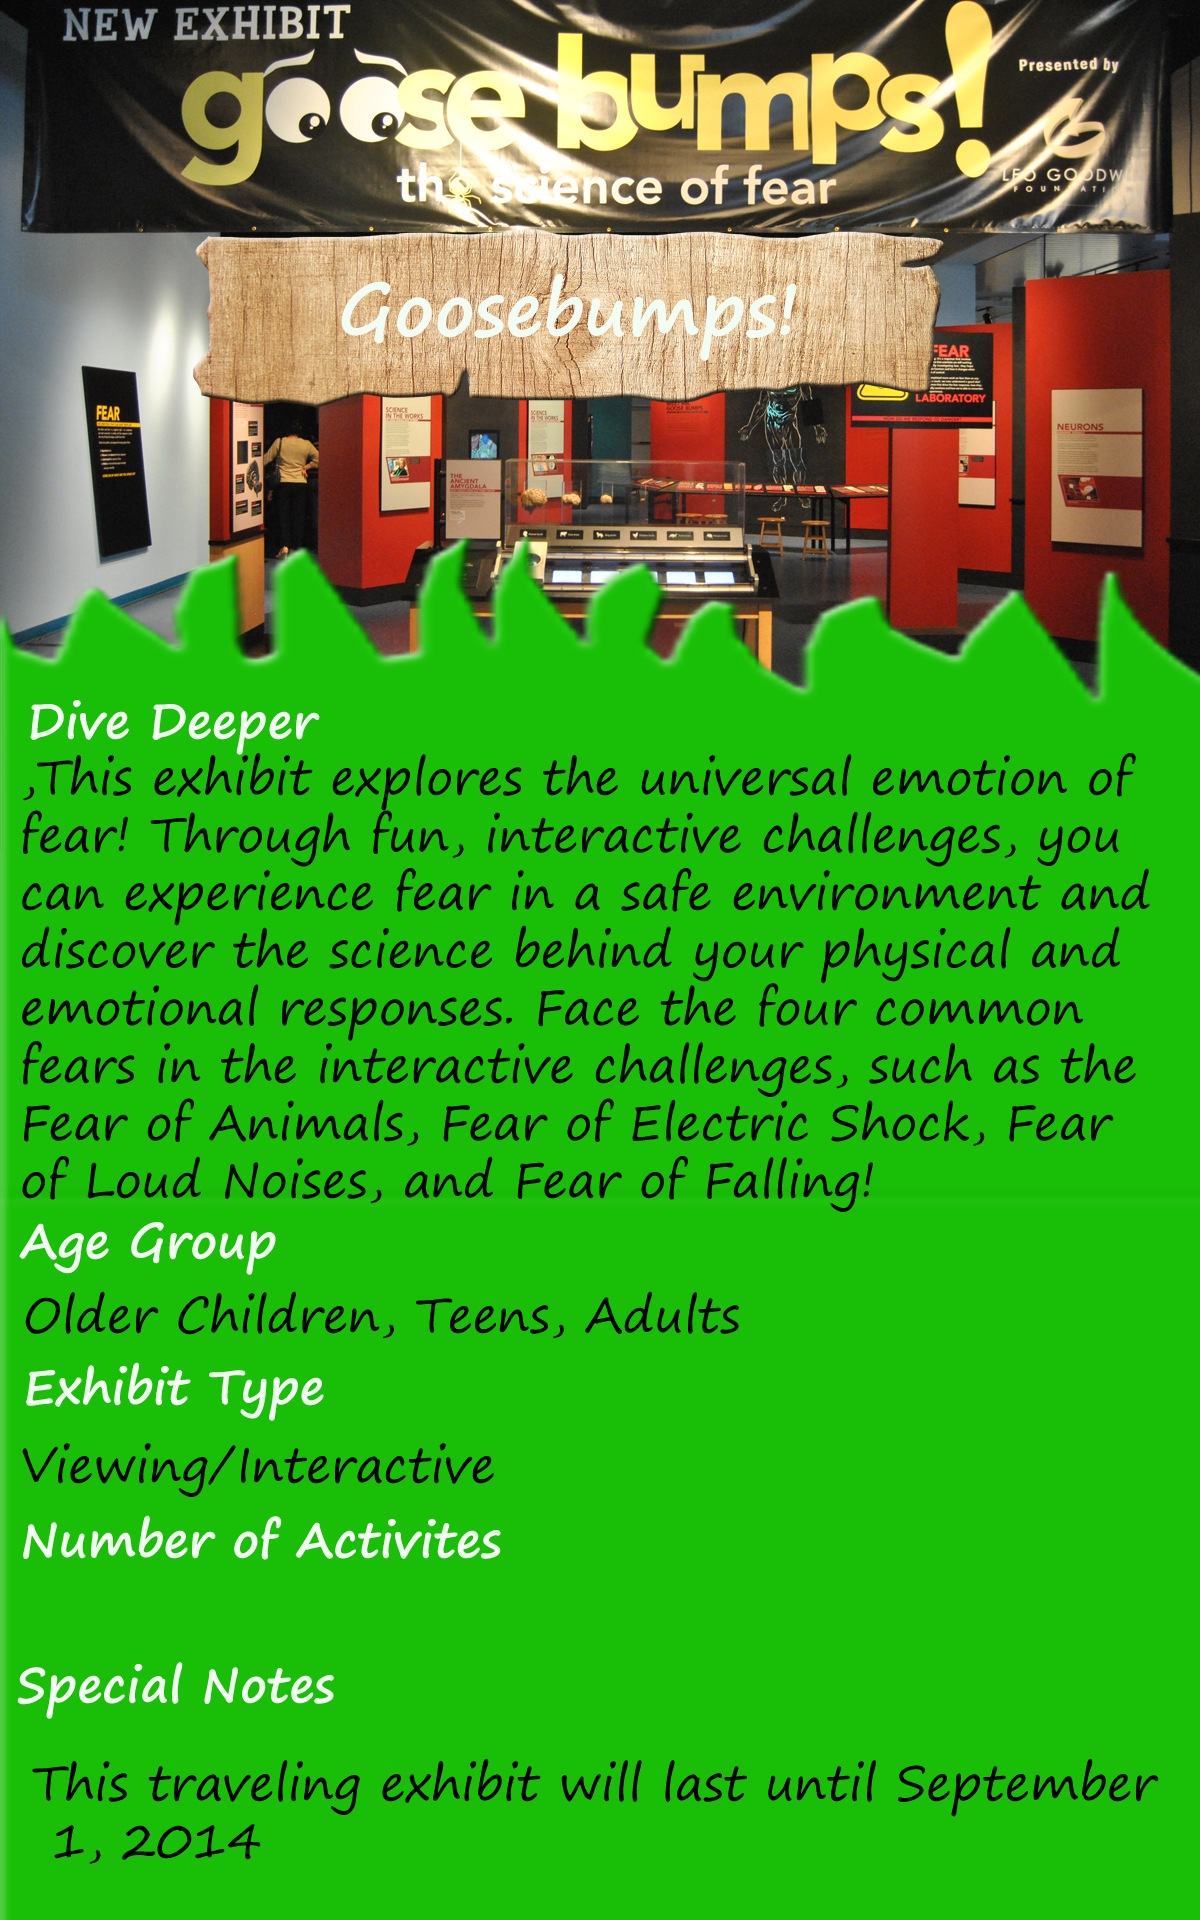 NEW EXHIBIT
goose bumps!
the science of fear
Presented by
LEO GOODW
FOUNDATI
Goosebumps!
FEAR
SCIENCE
IN THE WORKS
SCIENCE
IN THE WORKS
THE
ANCIENT
AMYGDALA
GOOSE BUMPS
FEAR
LABORATORY
NEURONS
Dive Deeper
,This exhibit explores the universal emotion of
fear! Through fun, interactive challenges, you
can experience fear in a safe environment and
discover the science behind your physical and
emotional responses. Face the four common
fears in the interactive challenges, such as the
Fear of Animals, Fear of Electric Shock, Fear
of Loud Noises, and Fear of Falling!
Age Group
Older Children, Teens, Adults
Exhibit Type
Viewing/Interactive
Number of Activites
Special Notes
This traveling exhibit will last until September
1, 2014